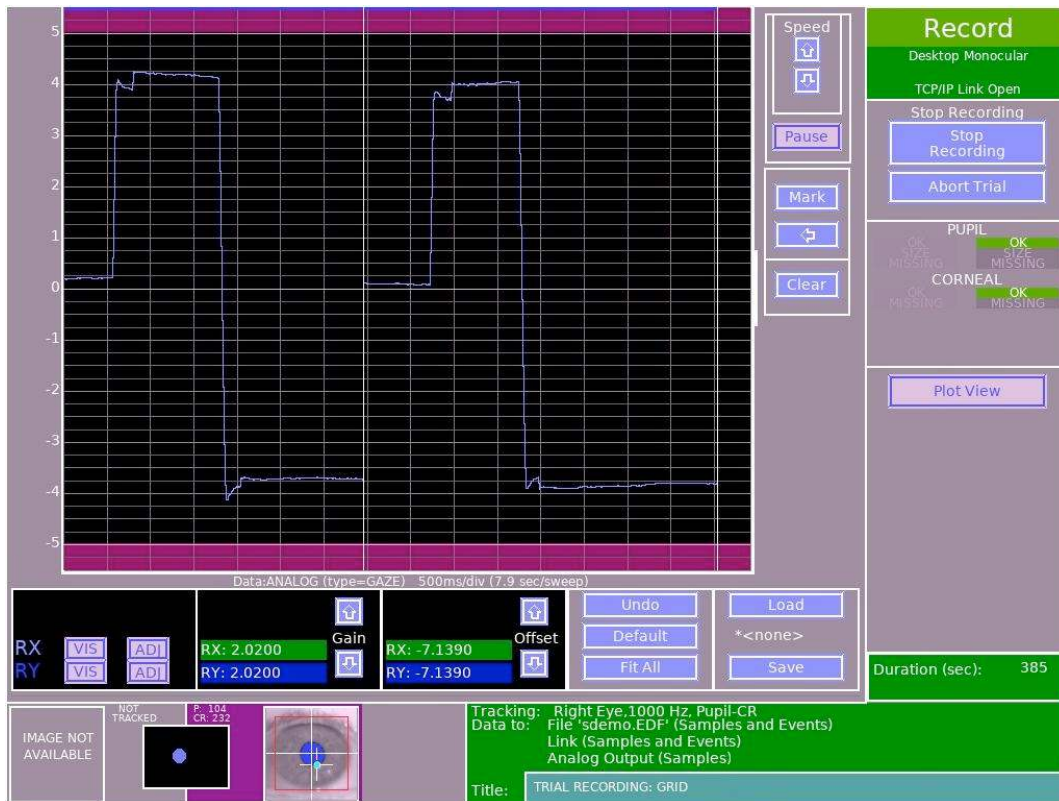 5
4
3
2
1
0
-1
-2
-3
-4
-5
Data:ANALOG (type=GAZE) 500ms/div (7.9 sec/sweep)
Speed
Pause
Mark
Clear
Record
Desktop Monocular
TCP/IP Link Open
Stop Recording
Stop
Recording
Abort Trial
PUPIL
OK OK
SIZE SIZE
MISSING MISSING
CORNEAL
OK OK
MISSING MISSING
Plot View
RX VIS ADJ
RY VIS ADJ
Gain
RX: 2.0200
RY: 2.0200
Offset
RX: -7.1390
RY: -7.1390
Undo
Default
Fit All
Load
*<none>
Save
Duration (sec): 385
IMAGE NOT
AVAILABLE
NOT
TRACKED
P: 104
CR: 232
Tracking: Right Eye,1000 Hz, Pupil-CR
Data to: File 'sdemo.EDF' (Samples and Events)
Link (Samples and Events)
Analog Output (Samples)
Title: TRIAL RECORDING: GRID